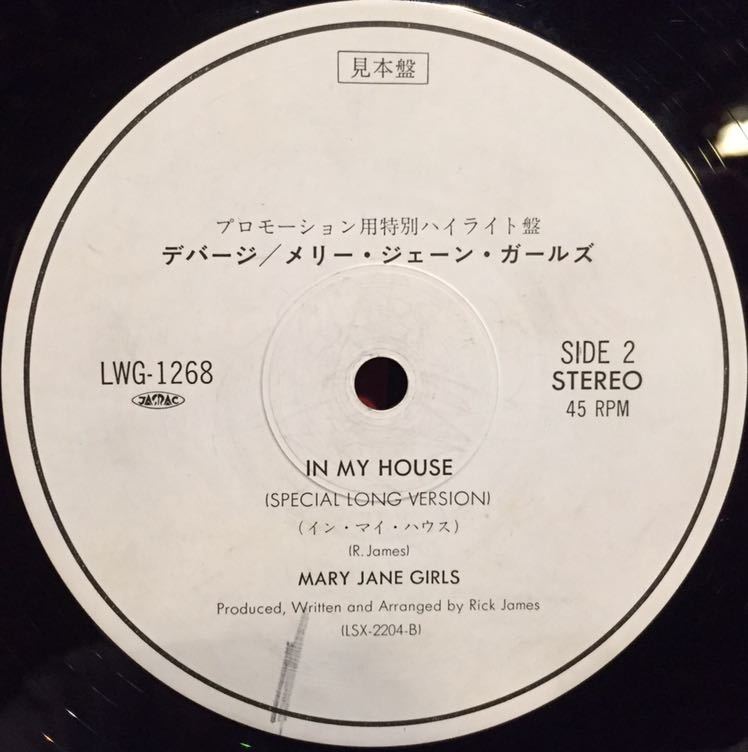 見本盤
プロモーション用特別ハイライト盤
デバージ／メリー・ジェーン・ガールズ
LWG-1268
JASRAC
SIDE 2
STEREO
45 RPM
IN MY HOUSE
(SPECIAL LONG VERSION)
(イン・マイ・ハウス)
(R. James)
MARY JANE GIRLS
Produced, Written and Arranged by Rick James
(LSX-2204-B)